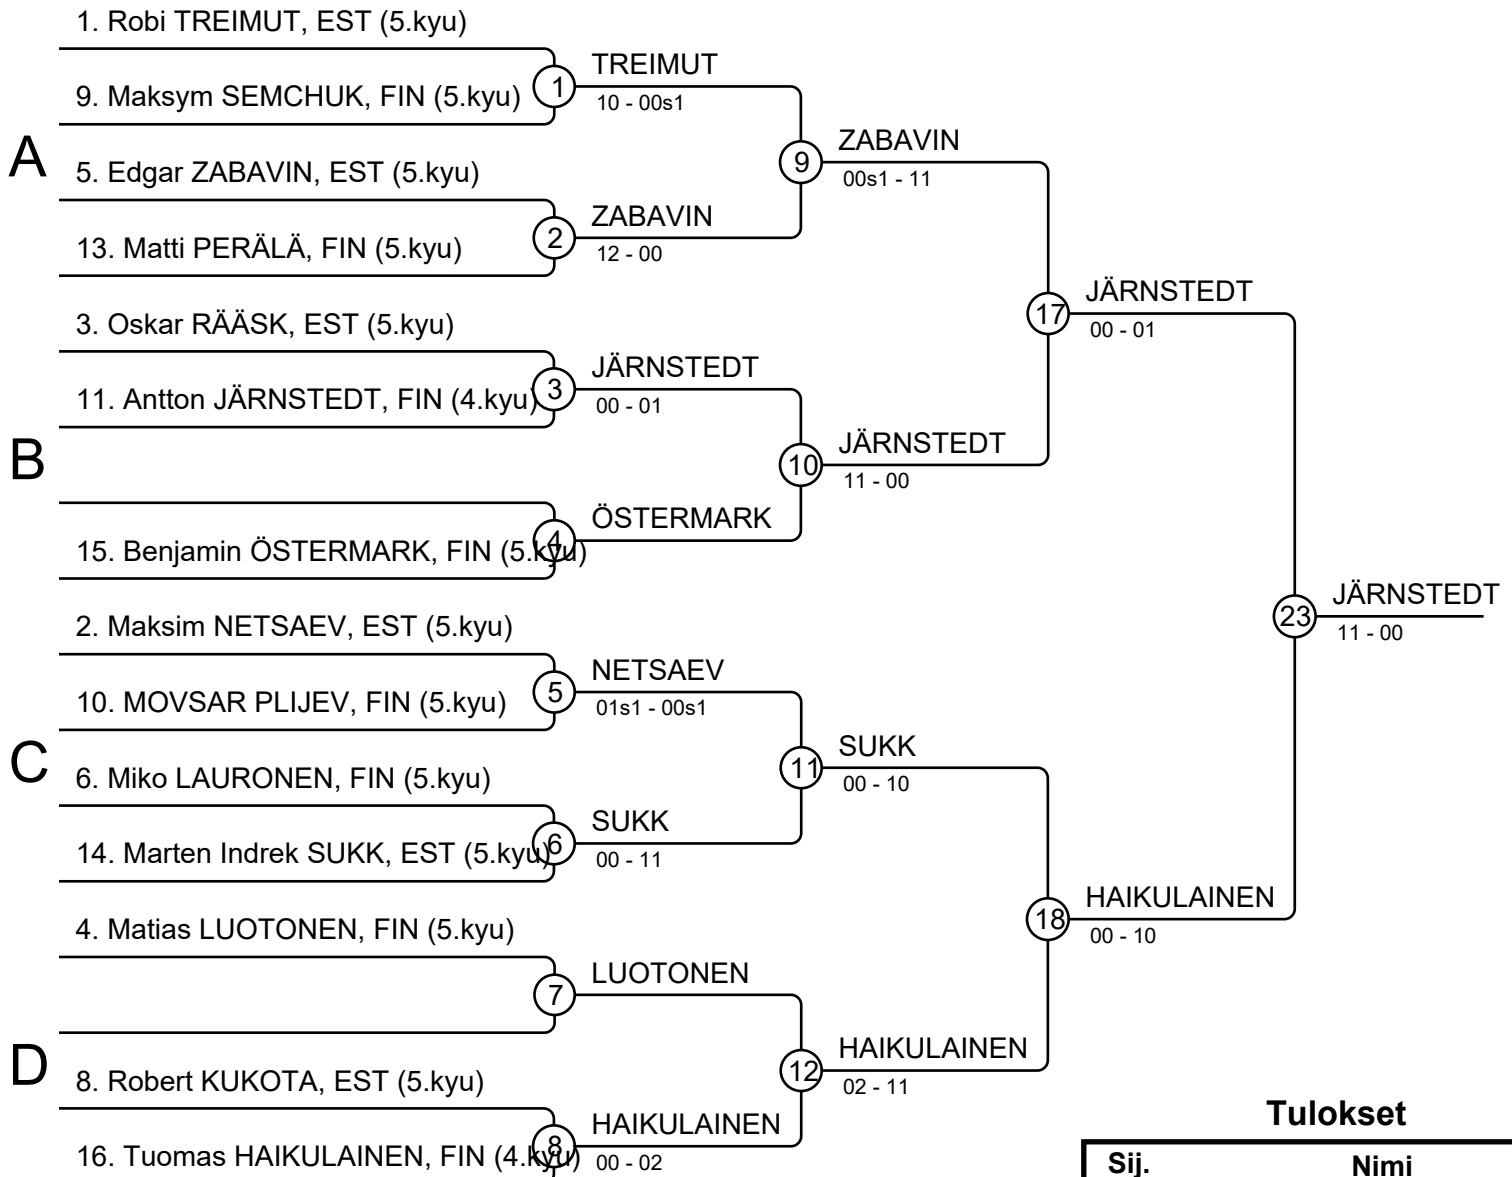 1. Robi TREIMUT, EST (5.kyu)
TREIMUT
9. Maksym SEMCHUK, FIN (5.kyu)
1
10 - 00s1
A
ZABAVIN
5. Edgar ZABAVIN, EST (5.kyu)
9
00s1 - 11
ZABAVIN
13. Matti PERÄLÄ, FIN (5.kyu)
2
12 - 00
JÄRNSTEDT
3. Oskar RÄÄSK, EST (5.kyu)
17
00 - 01
JÄRNSTEDT
11. Antton JÄRNSTEDT, FIN (4.kyu)
3
00 - 01
B
JÄRNSTEDT
10
11 - 00
ÖSTERMARK
4
15. Benjamin ÖSTERMARK, FIN (5.kyu)
JÄRNSTEDT
2. Maksim NETSAEV, EST (5.kyu)
23
11 - 00
NETSAEV
10. MOVSAR PLIJEV, FIN (5.kyu)
5
01s1 - 00s1
C
SUKK
6. Miko LAURONEN, FIN (5.kyu)
11
00 - 10
SUKK
14. Marten Indrek SUKK, EST (5.kyu)
6
00 - 11
HAIKULAINEN
4. Matias LUOTONEN, FIN (5.kyu)
18
00 - 10
LUOTONEN
7
D
HAIKULAINEN
8. Robert KUKOTA, EST (5.kyu)
12
02 - 11
HAIKULAINEN
16. Tuomas HAIKULAINEN, FIN (4.kyu)
8
00 - 02
Tulokset
Sij. Nimi